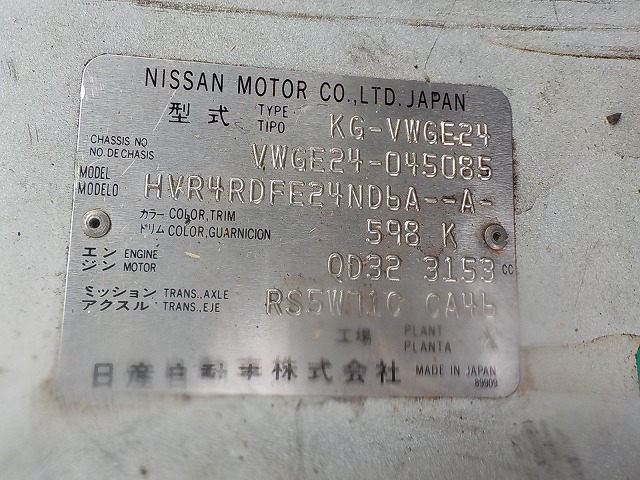 NISSAN MOTOR CO.,LTD. JAPAN
型式 TYPE TIPO KG-VWGE24
CHASSIS NO NO. DE CHASIS VWGE24-045085
MODEL MODELO HVR4RDFE24ND6A--A-
カラー COLOR,TRIM
トリム COLOR,GUARNICION 598 K
エン ENGINE
ジン MOTOR QD32 3153 CC
ミッション TRANS.,AXLE
アクスル TRANS.,EJE RS5W71C CA46
工場 PLANT PLANTA
日産自動車株式会社 MADE IN JAPAN
89909